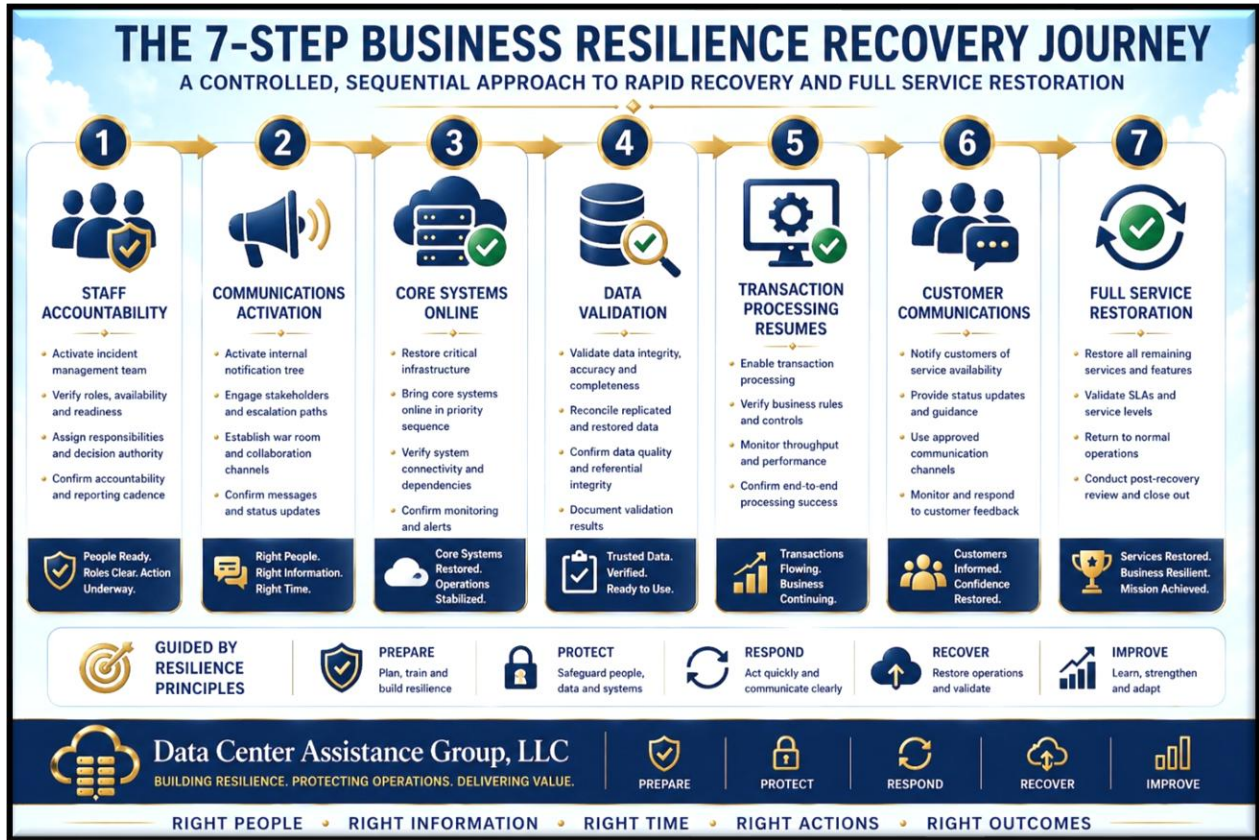 THE 7-STEP BUSINESS RESILIENCE RECOVERY JOURNEY
A CONTROLLED, SEQUENTIAL APPROACH TO RAPID RECOVERY AND FULL SERVICE RESTORATION
1
STAFF
ACCOUNTABILITY
Activate incident
management team
Verify roles, availability
and readiness
Assign responsibilities
and decision authority
Confirm accountability
and reporting cadence
People Ready.
Roles Clear. Action
Underway.
2
COMMUNICATIONS
ACTIVATION
Activate internal
notification tree
Engage stakeholders
and escalation paths
Establish war room
and collaboration
channels
Confirm messages
and status updates
Right People.
Right Information.
Right Time.
3
CORE SYSTEMS
ONLINE
Restore critical
infrastructure
Bring core systems
online in priority
sequence
Verify system
connectivity and
dependencies
Confirm monitoring
and alerts
Core Systems
Restored.
Operations
Stabilized.
4
DATA
VALIDATION
Validate data integrity,
accuracy and
completeness
Reconcile replicated
and restored data
Confirm data quality
and referential
integrity
Document validation
results
Trusted Data.
Verified.
Ready to Use.
5
TRANSACTION
PROCESSING
RESUMES
Enable transaction
processing
Verify business rules
and controls
Monitor throughput
and performance
Confirm end-to-end
processing success
Transactions
Flowing.
Business
Continuing.
6
CUSTOMER
COMMUNICATIONS
Notify customers of
service availability
Provide status updates
and guidance
Use approved
communication
channels
Monitor and respond
to customer feedback
Customers
Informed.
Confidence
Restored.
7
FULL SERVICE
RESTORATION
Restore all remaining
services and features
Validate SLAs and
service levels
Return to normal
operations
Conduct post-recovery
review and close out
Services Restored.
Business Resilient.
Mission Achieved.
GUIDED BY
RESILIENCE
PRINCIPLES
PREPARE
Plan, train and
build resilience
PROTECT
Safeguard people,
data and systems
RESPOND
Act quickly and
communicate clearly
RECOVER
Restore operations
and validate
IMPROVE
Learn, strengthen
and adapt
Data Center Assistance Group, LLC
BUILDING RESILIENCE. PROTECTING OPERATIONS. DELIVERING VALUE.
PREPARE
PROTECT
RESPOND
RECOVER
IMPROVE
RIGHT PEOPLE • RIGHT INFORMATION • RIGHT TIME • RIGHT ACTIONS • RIGHT OUTCOMES